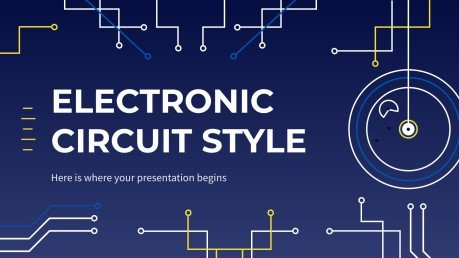 ELECTRONIC
CIRCUIT STYLE
Here is where your presentation begins